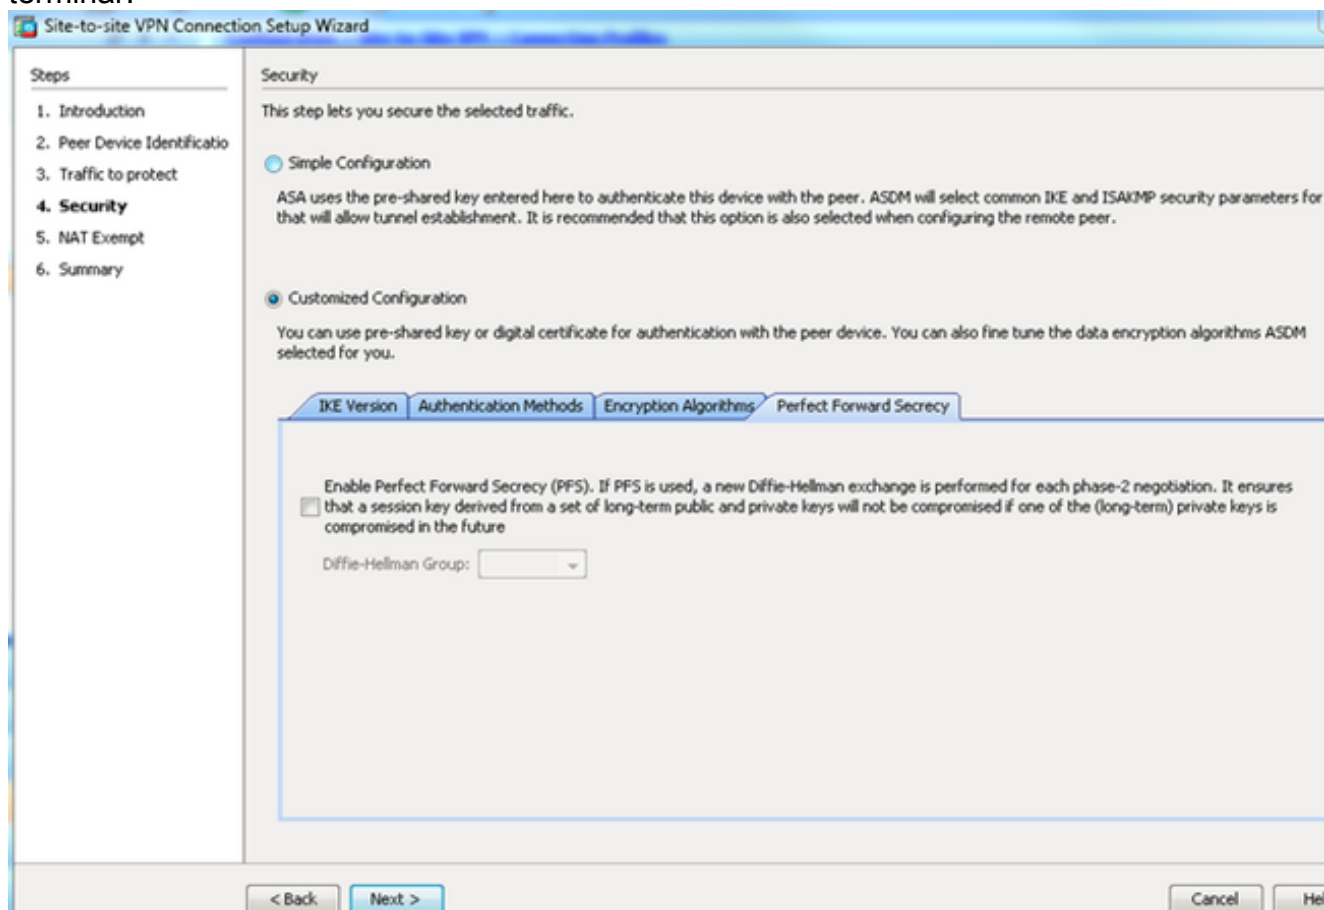 Site-to-site VPN Connection Setup Wizard
Steps
1. Introduction
2. Peer Device Identificatio
3. Traffic to protect
4. Security
5. NAT Exempt
6. Summary
Security
This step lets you secure the selected traffic.
Simple Configuration
ASA uses the pre-shared key entered here to authenticate this device with the peer. ASDM will select common IKE and ISAKMP security parameters for
that will allow tunnel establishment. It is recommended that this option is also selected when configuring the remote peer.
Customized Configuration
You can use pre-shared key or digital certificate for authentication with the peer device. You can also fine tune the data encryption algorithms ASDM
selected for you.
IKE Version Authentication Methods Encryption Algorithms Perfect Forward Secrecy
Enable Perfect Forward Secrecy (PFS). If PFS is used, a new Diffie-Hellman exchange is performed for each phase-2 negotiation. It ensures
that a session key derived from a set of long-term public and private keys will not be compromised if one of the (long-term) private keys is
compromised in the future
Diffie-Hellman Group:
< Back Next > Cancel Hel